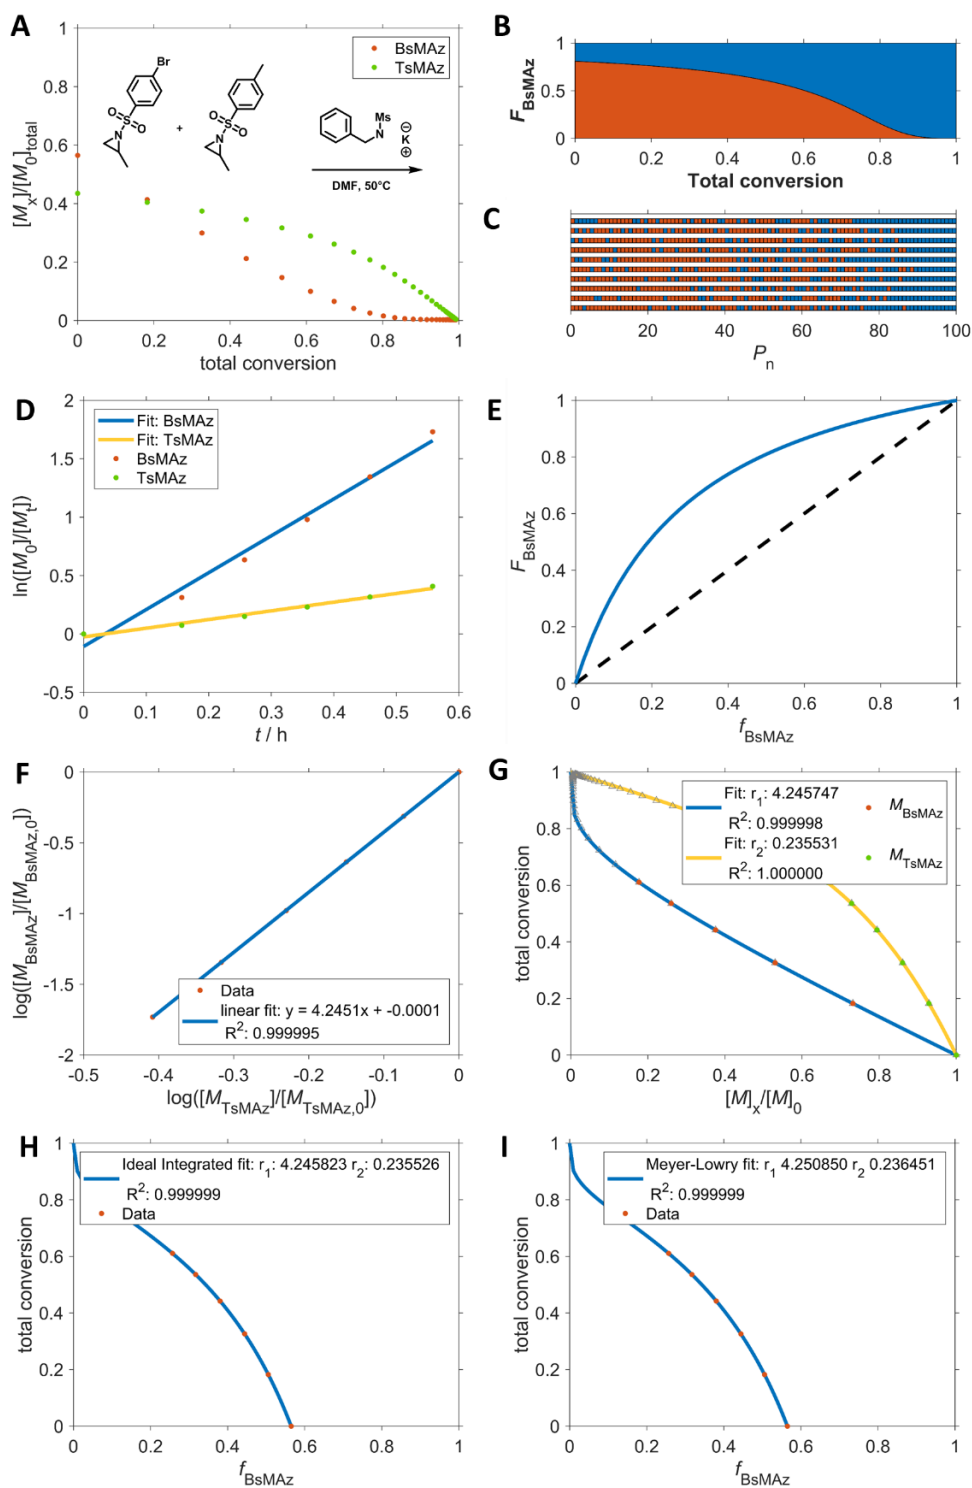 A
1
0.8
0.6
0.4
0.2
0
0
0.2
0.4
0.6
0.8
1
[Mx]/[M0]total
total conversion
BsMAz
TsMAz
Br
O
S
O
N
+
O
S
O
N
Ms
N
⊖
K
⊕
DMF, 50°C
B
1
0.5
0
0
0.2
0.4
0.6
0.8
1
FBsMAz
Total conversion
C
0
20
40
60
80
100
Pn
D
2
1.5
1
0.5
0
-0.5
0
0.1
0.2
0.3
0.4
0.5
0.6
ln([M0]/[Mt])
t / h
Fit: BsMAz
Fit: TsMAz
BsMAz
TsMAz
E
1
0.8
0.6
0.4
0.2
0
0
0.2
0.4
0.6
0.8
1
FBsMAz
fBsMAz
F
0
-0.5
-1
-1.5
-2
-0.5
-0.4
-0.3
-0.2
-0.1
0
log([MBsMAz]/[MBsMAz,0])
log([MTsMAz]/[MTsMAz,0])
Data
linear fit: y = 4.2451x + -0.0001
R2: 0.999995
G
1
0.8
0.6
0.4
0.2
0
0
0.2
0.4
0.6
0.8
1
total conversion
[M]x/[M]0
Fit: r1: 4.245747
R2: 0.999998
Fit: r2: 0.235531
R2: 1.000000
MBsMAz
MTsMAz
H
1
0.8
0.6
0.4
0.2
0
0
0.2
0.4
0.6
0.8
1
total conversion
fBsMAz
Ideal Integrated fit: r1: 4.245823 r2: 0.235526
R2: 0.999999
Data
I
1
0.8
0.6
0.4
0.2
0
0
0.2
0.4
0.6
0.8
1
total conversion
fBsMAz
Meyer-Lowry fit: r1 4.250850 r2 0.236451
R2: 0.999999
Data